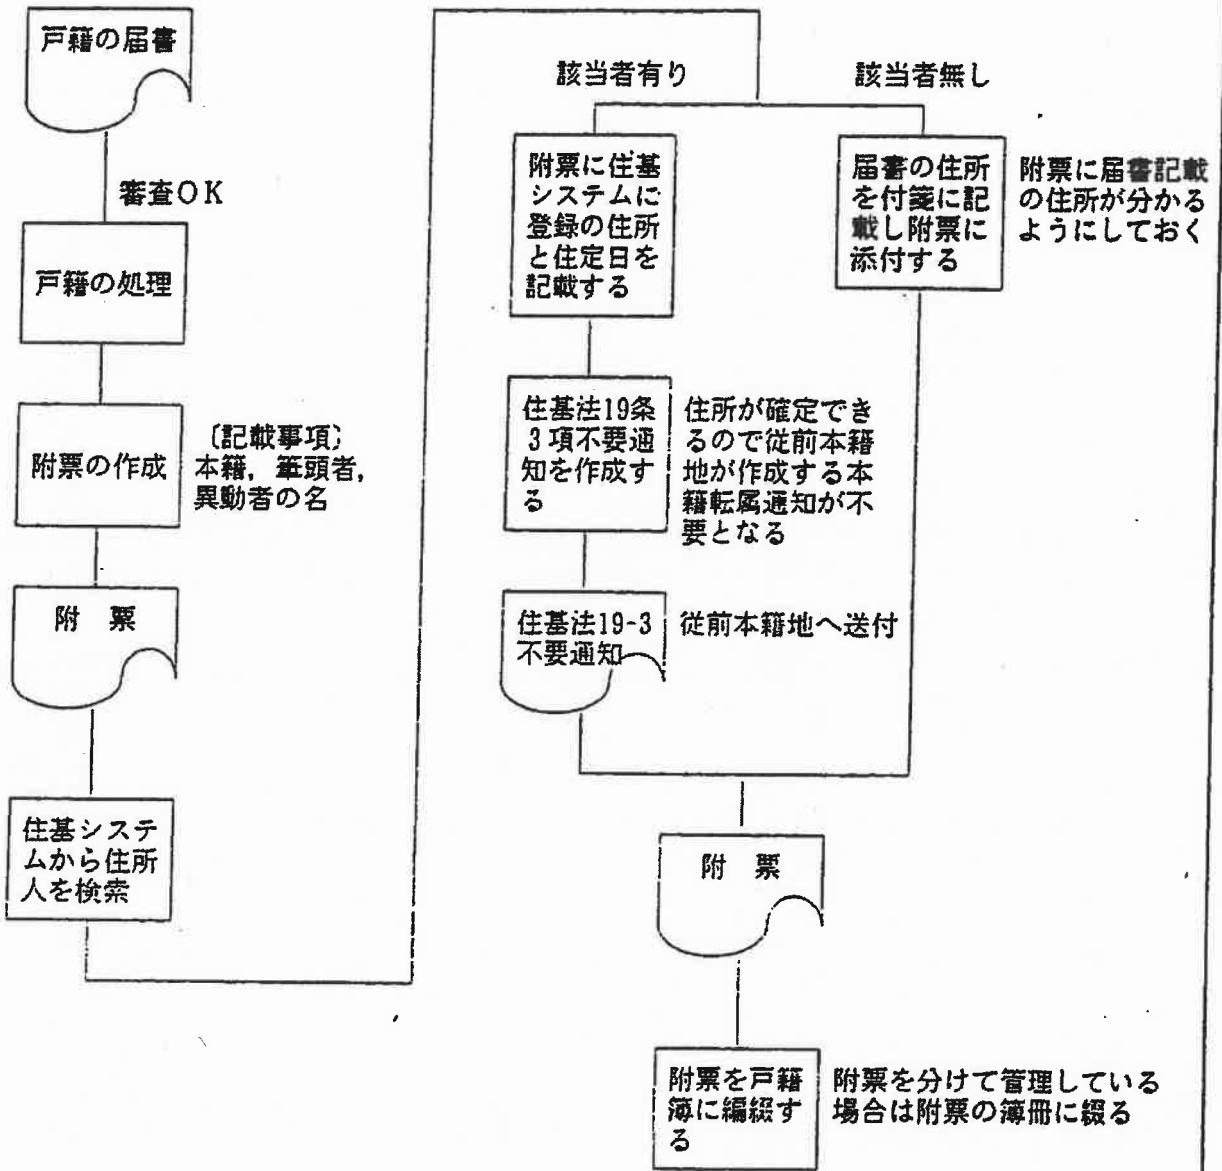 戸籍の届書
審査OK
戸籍の処理
附票の作成
〔記載事項〕
本籍，筆頭者，
異動者の名
附　票
住基システ
ムから住所
人を検索
該当者有り
該当者無し
附票に住基
システムに
登録の住所
と住定日を
記載する
届書の住所
を付箋に記
載し附票に
添付する
附票に届書記載
の住所が分かる
ようにしておく
住基法19条
3項不要通
知を作成す
る
住所が確定でき
るので従前本籍
地が作成する本
籍転属通知が不
要となる
住基法19-3
不要通知
従前本籍地へ送付
附　票
附票を戸籍
簿に編綴す
る
附票を分けて管理している
場合は附票の簿冊に綴る